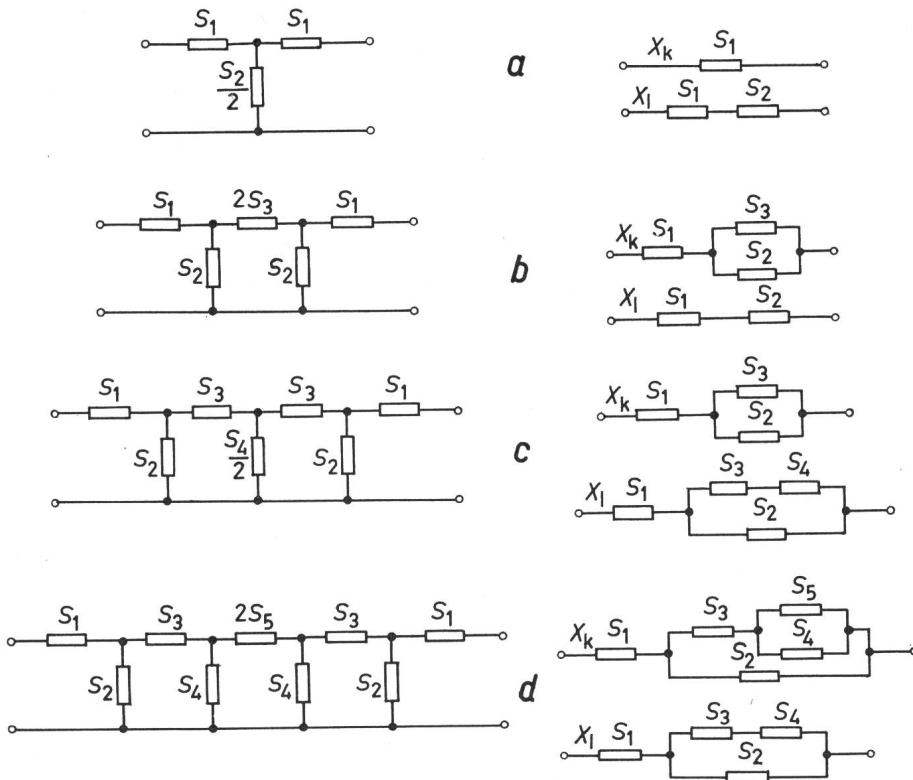 S1 S1
S2/2
a
Xk S1
Xl S1 S2
S1 2S3 S1
S2 S2
b
Xk S1 S3
S2
Xl S1 S2
S1 S3 S3 S1
S2 S4/2 S2
c
Xk S1 S3
S2
Xl S1 S3 S4
S2
S1 S3 2S5 S3 S1
S2 S4 S4 S2
d
Xk S1 S3 S5
S4
S2
Xl S1 S3 S4
S2